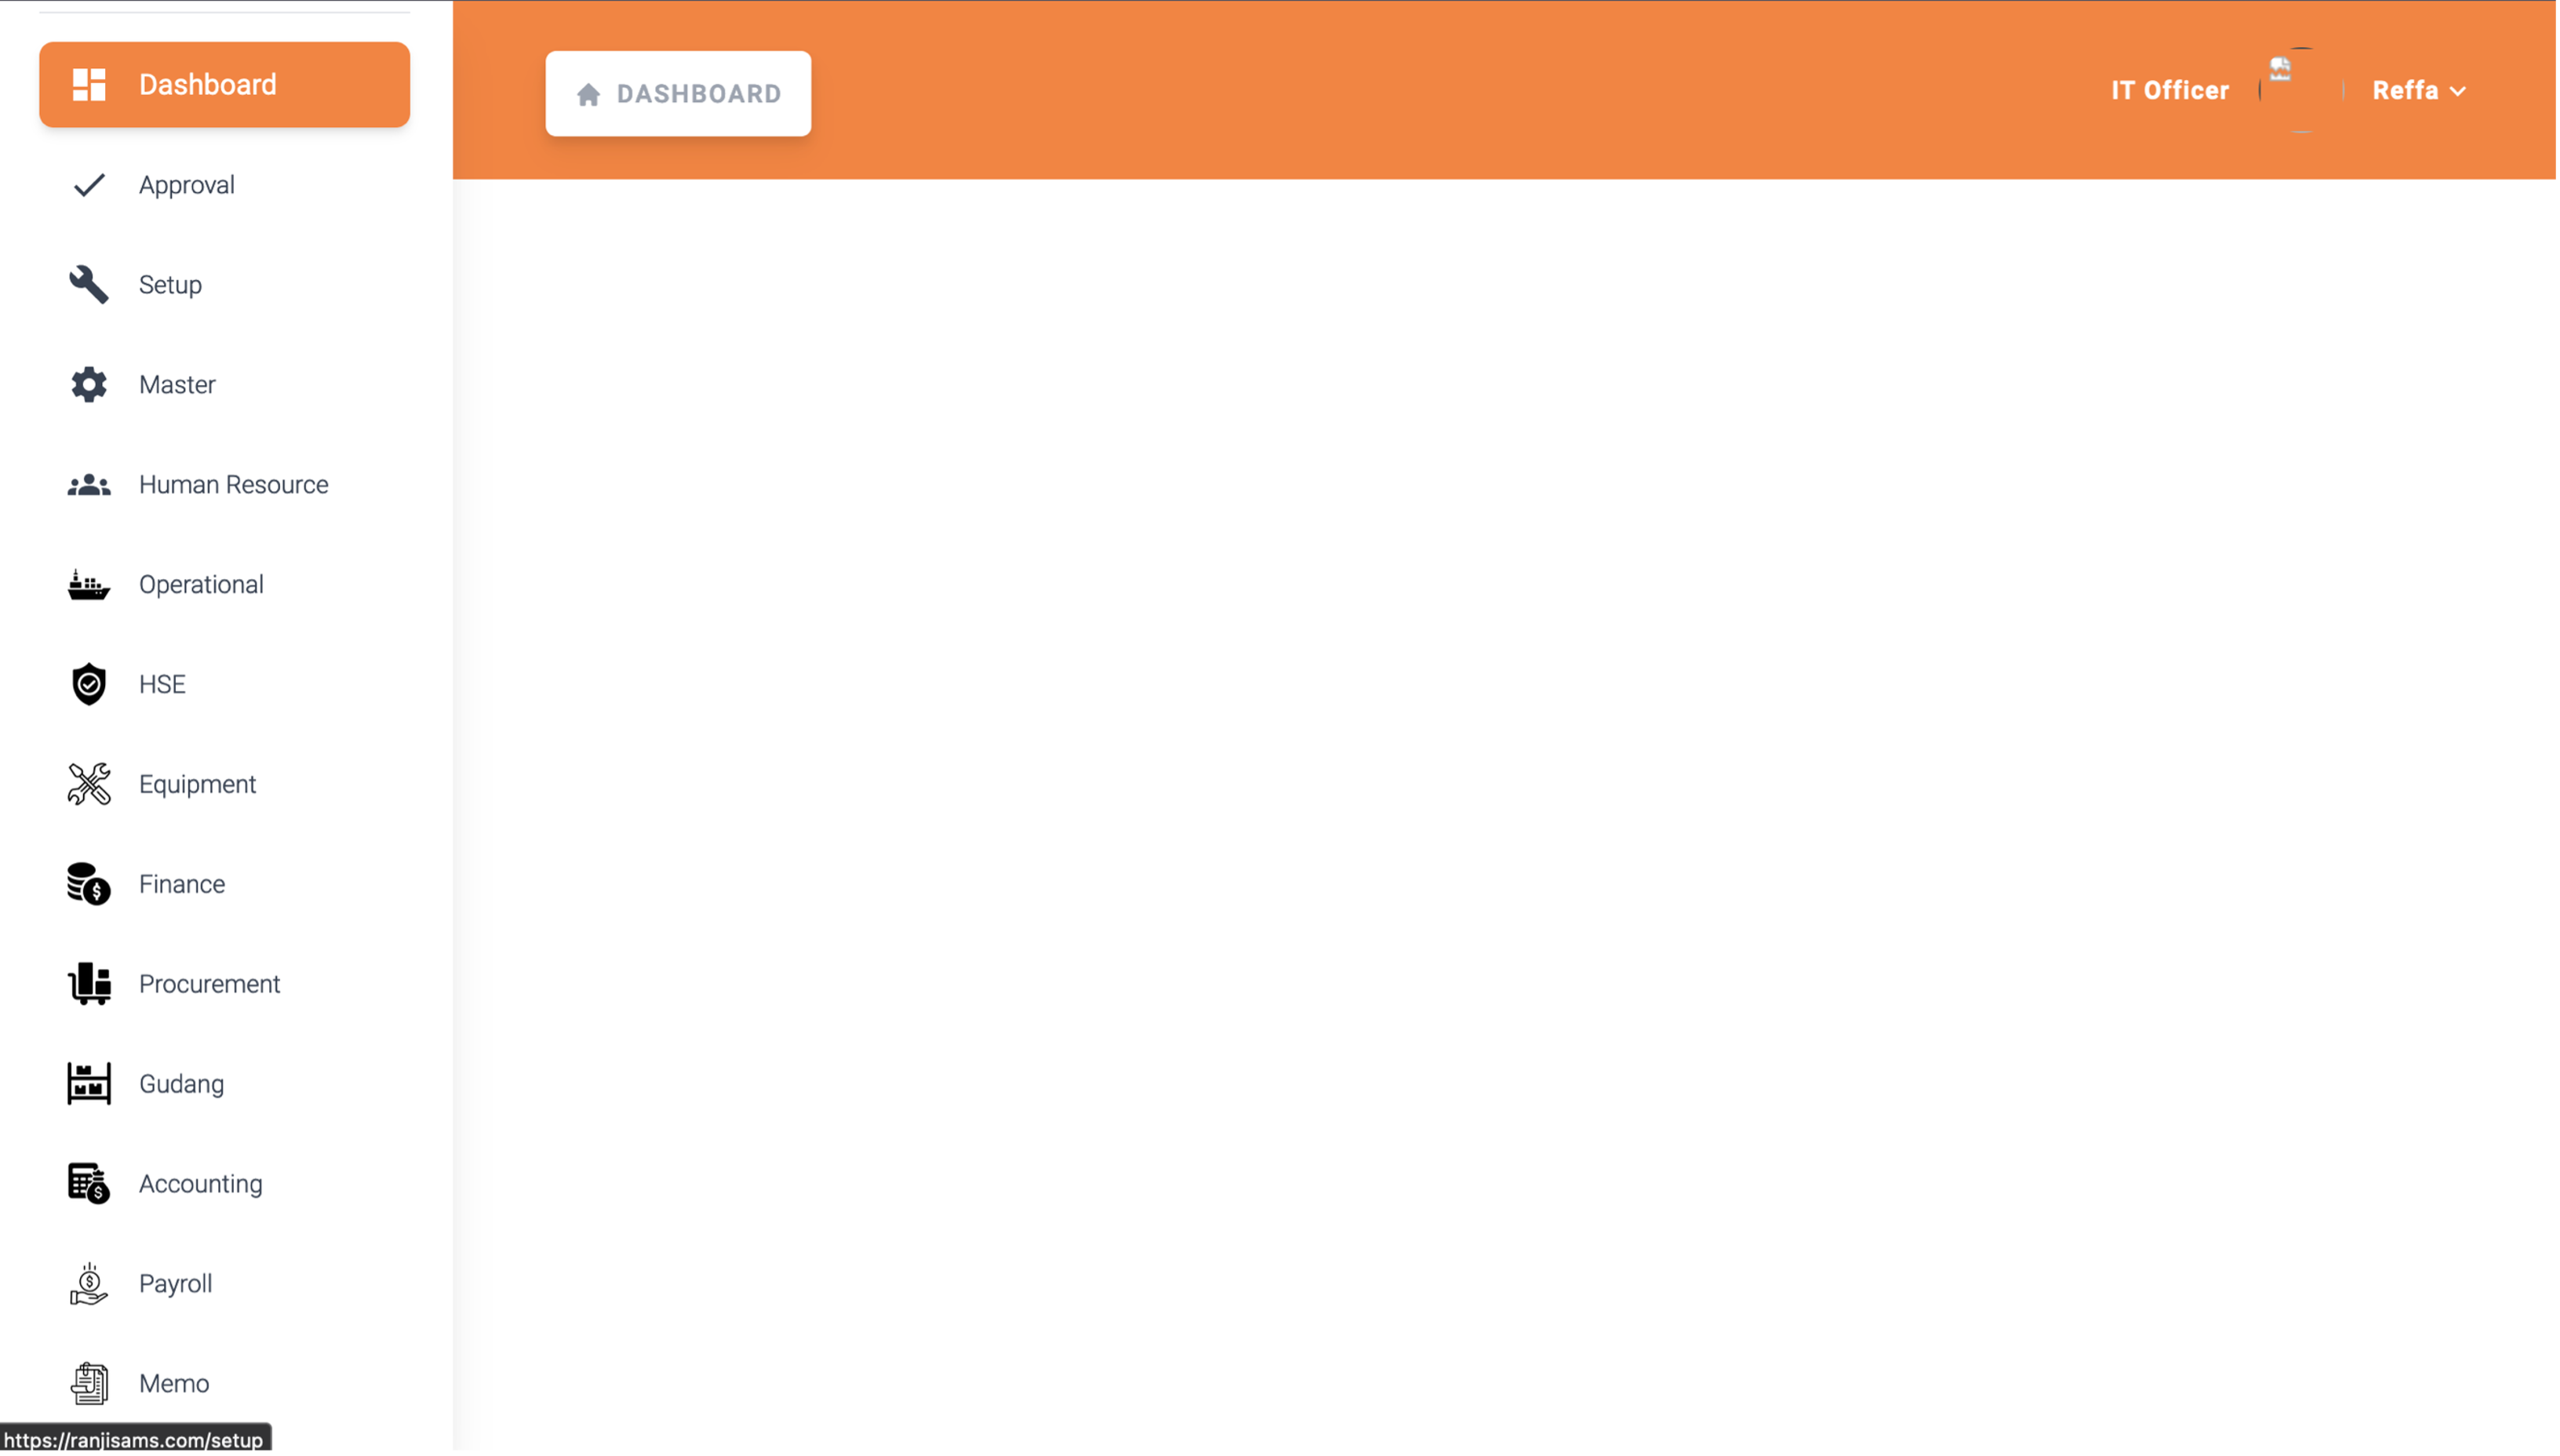 Dashboard
Approval
Setup
Master
Human Resource
Operational
HSE
Equipment
Finance
Procurement
Gudang
Accounting
Payroll
Memo
https://ranjisams.com/setup
DASHBOARD
IT Officer
Reffa